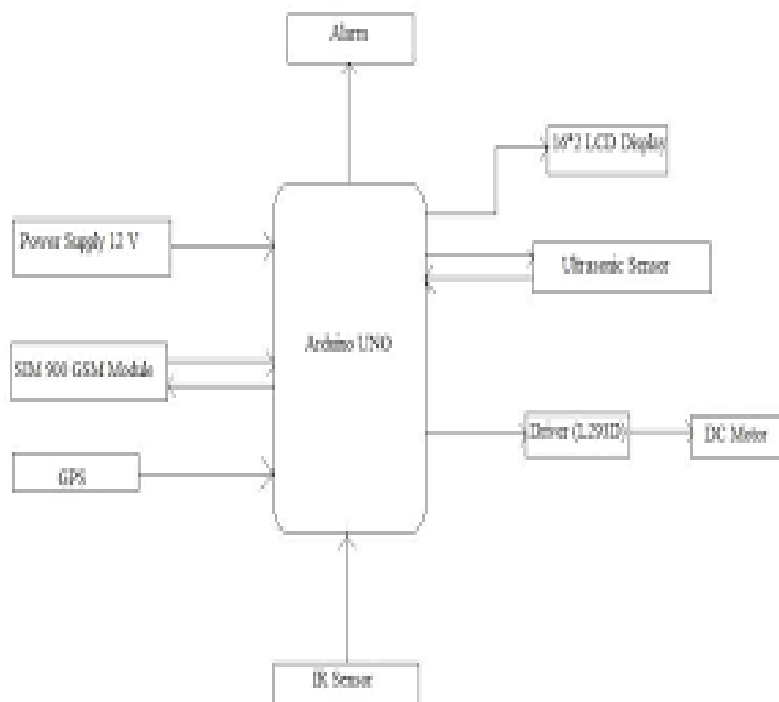 Alarm
16*2 LCD Display
Power Supply 12 V
Ultrasonic Sensor
Arduino UNO
SIM 900 GSM Module
Driver (L293D)
DC Motor
GPS
IR Sensor